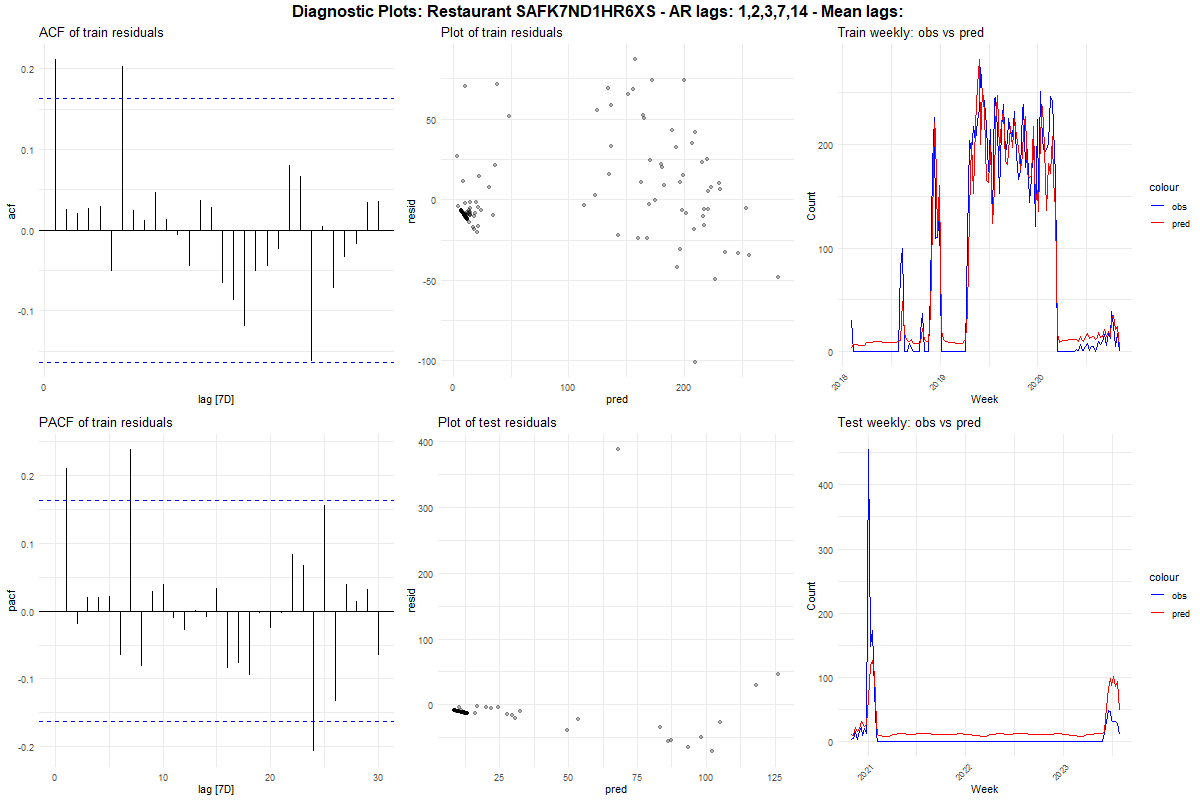 Diagnostic Plots: Restaurant SAFK7ND1HR6XS - AR lags: 1,2,3,7,14 - Mean lags:
ACF of train residuals
acf
0.2
0.1
0.0
-0.1
0
lag [7D]
Plot of train residuals
resid
50
0
-50
-100
0
100
200
pred
Train weekly: obs vs pred
Count
200
100
0
2018
2019
2020
Week
colour
obs
pred
PACF of train residuals
pacf
0.2
0.1
0.0
-0.1
-0.2
0
10
20
30
lag [7D]
Plot of test residuals
resid
400
300
200
100
0
25
50
75
100
125
pred
Test weekly: obs vs pred
Count
400
300
200
100
0
2021
2022
2023
Week
colour
obs
pred